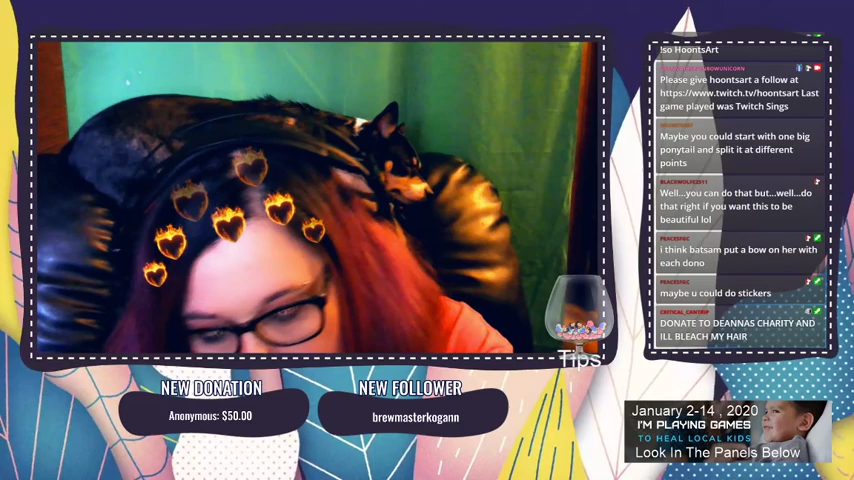 !so HoontsArt
Please give hoontsart a follow at
https://www.twitch.tv/hoontsart Last
game played was Twitch Sings
Maybe you could start with one big
ponytail and split it at different
points
BLACKWOLFE2011
Well...you can do that but...well...do
that right if you want this to be
beautiful lol
PEACESFGC
i think batsam put a bow on her with
each dono
PEACESFGC
maybe u could do stickers
CRITICAL_CANTRIP
DONATE TO DEANNAS CHARITY AND
ILL BLEACH MY HAIR
Tips
NEW DONATION
Anonymous: $50.00
NEW FOLLOWER
brewmasterkogann
January 2-14 , 2020
I'M PLAYING GAMES
TO HEAL LOCAL KIDS
Look In The Panels Below